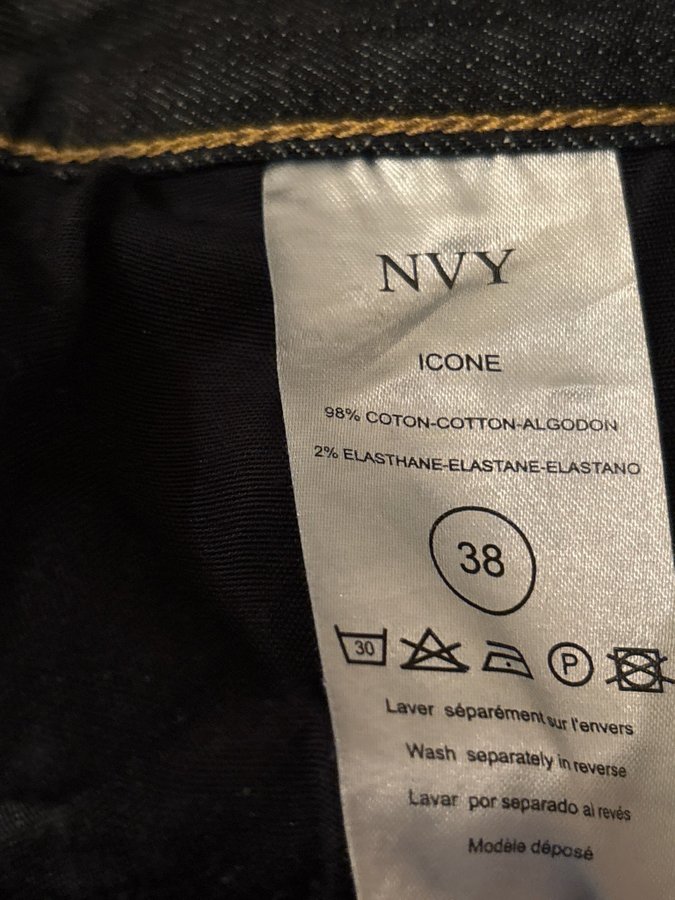 NVY
ICONE
98% COTON-COTTON-ALGODON
2% ELASTHANE-ELASTANE-ELASTANO
38
30 P
Laver séparément sur l'envers
Wash separately in reverse
Lavar por separado al revés
Modèle déposé